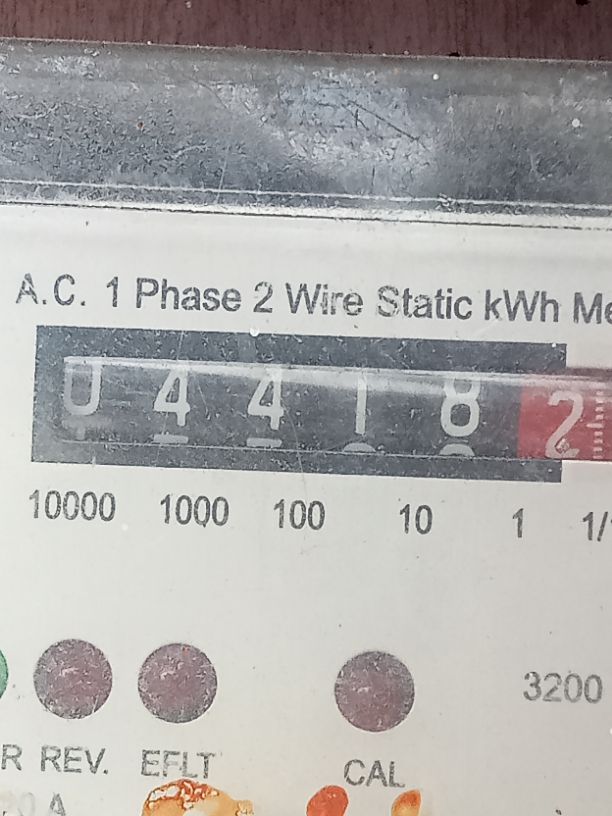 A.C. 1 Phase 2 Wire Static kWh Me
0 4 4 1 8 2
10000 1000 100 10 1 1/
3200
R REV. EFLT CAL
20 A